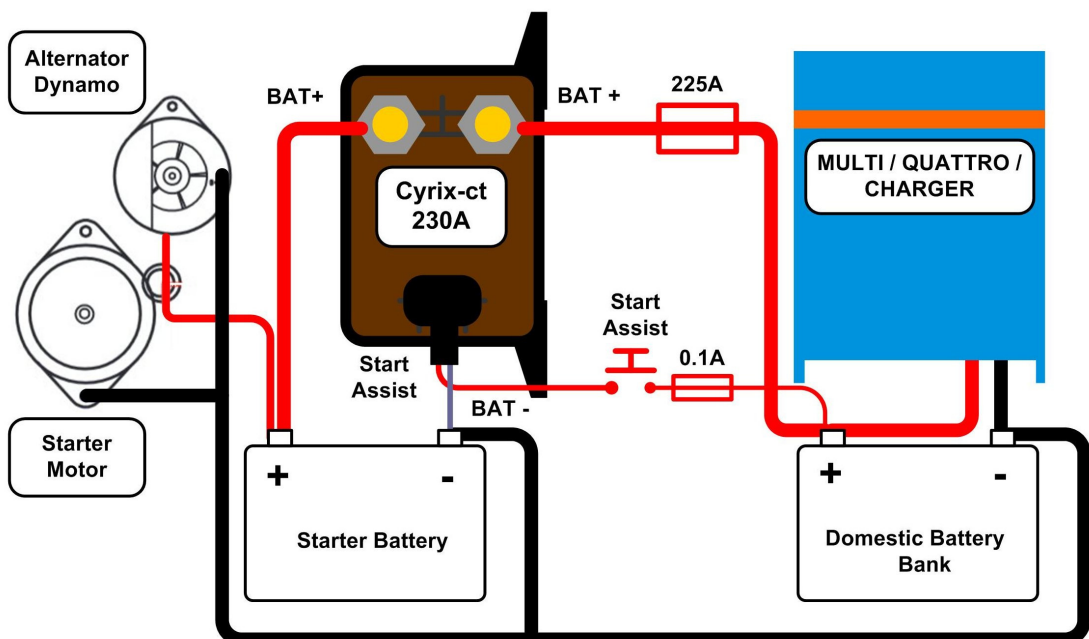 Alternator
Dynamo
BAT+
BAT +
225A
MULTI / QUATTRO /
CHARGER
Cyrix-ct
230A
Start
Assist
0.1A
Start
Assist
BAT -
Starter
Motor
+
-
Starter Battery
+
-
Domestic Battery
Bank